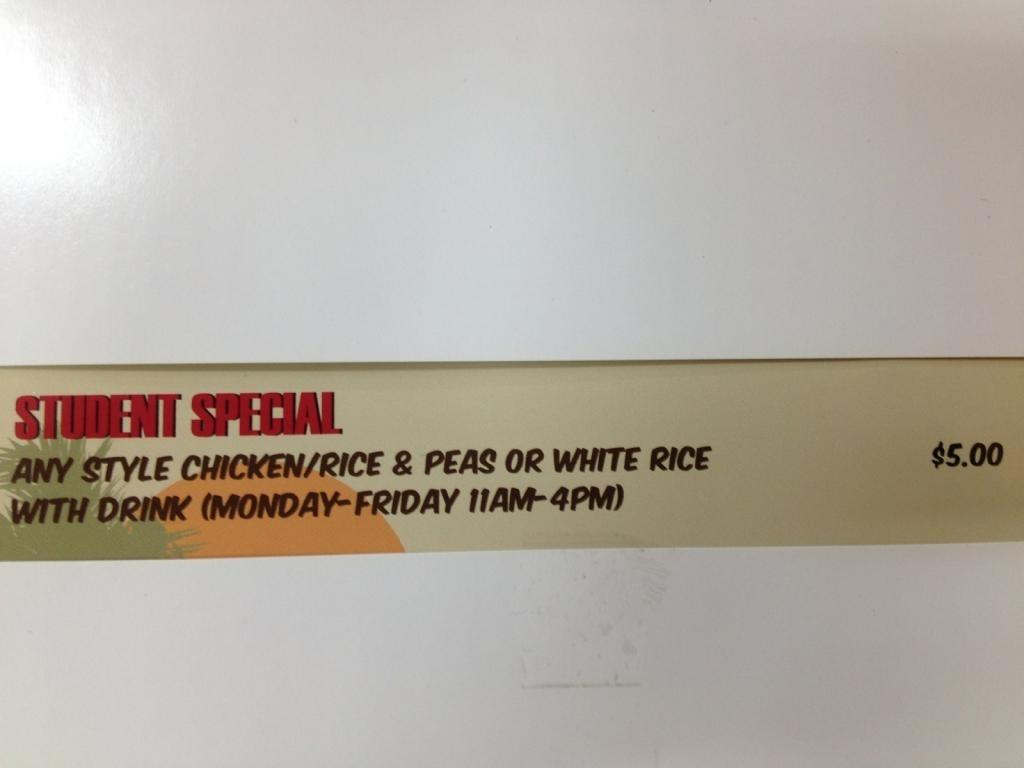 STUDENT SPECIAL
ANY STYLE CHICKEN/RICE & PEAS OR WHITE RICE $5.00
WITH DRINK (MONDAY-FRIDAY 11AM-4PM)